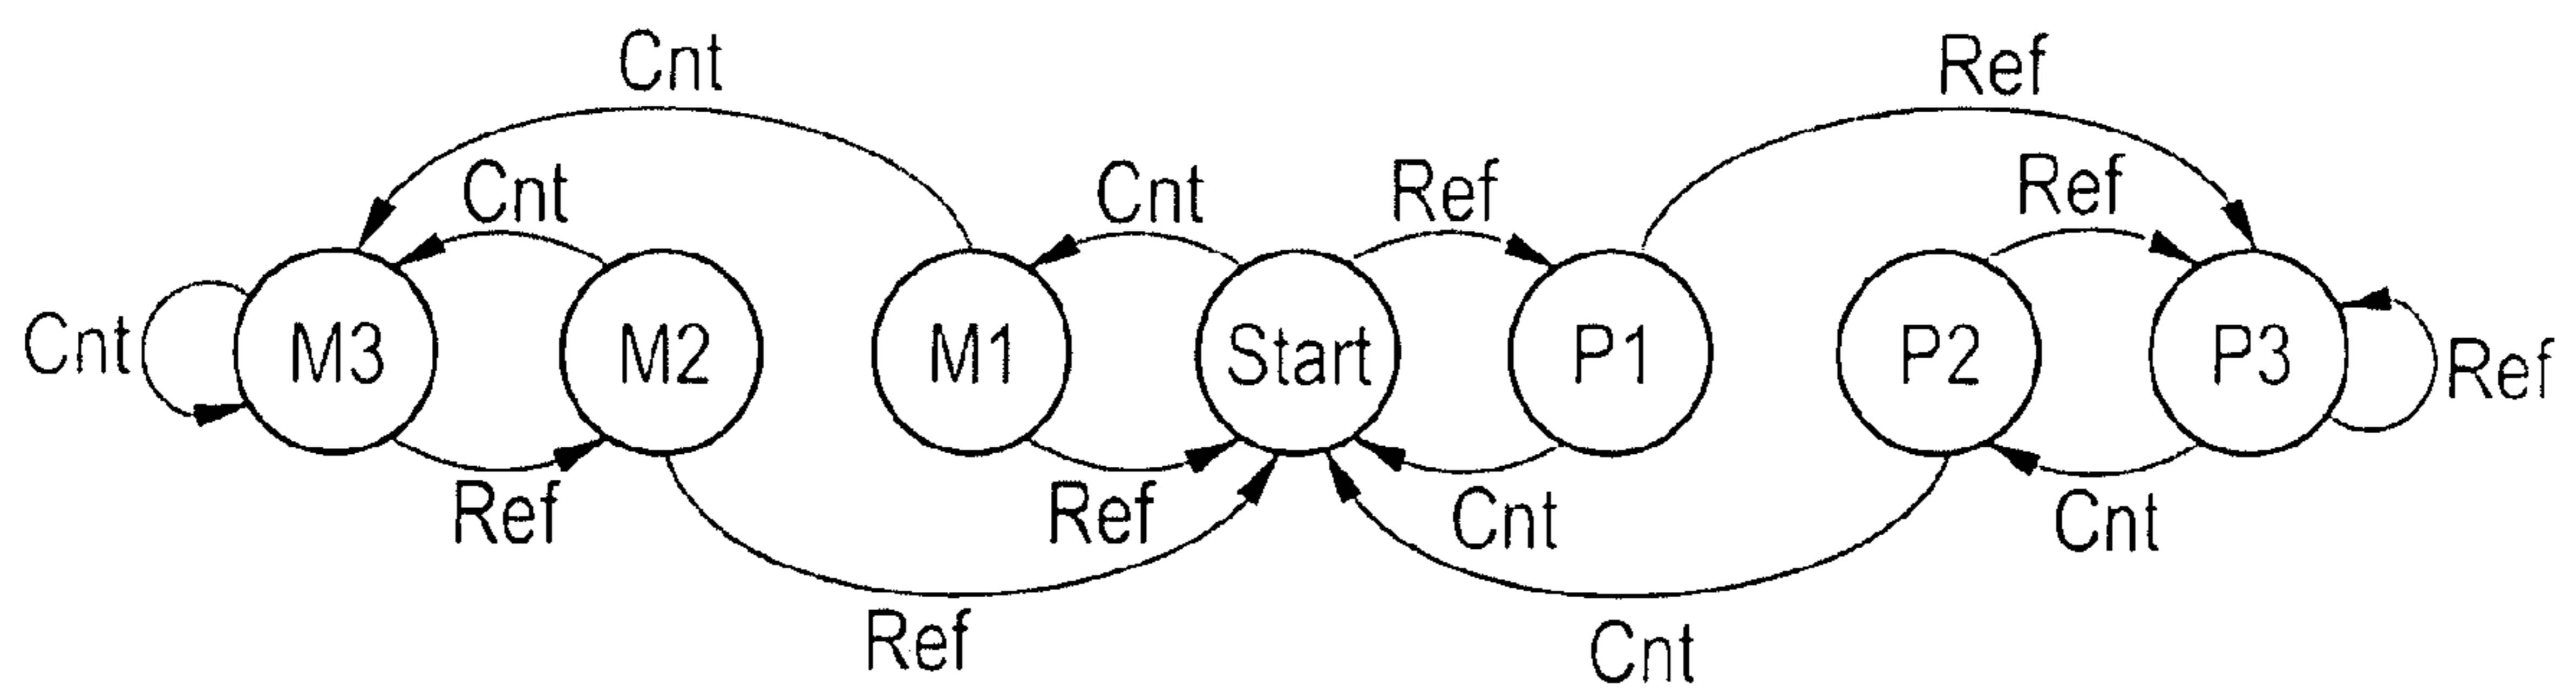 Cnt
Ref
Cnt
Cnt
Ref
Ref
Cnt
M3
M2
M1
Start
P1
P2
P3
Ref
Ref
Ref
Cnt
Cnt
Ref
Cnt